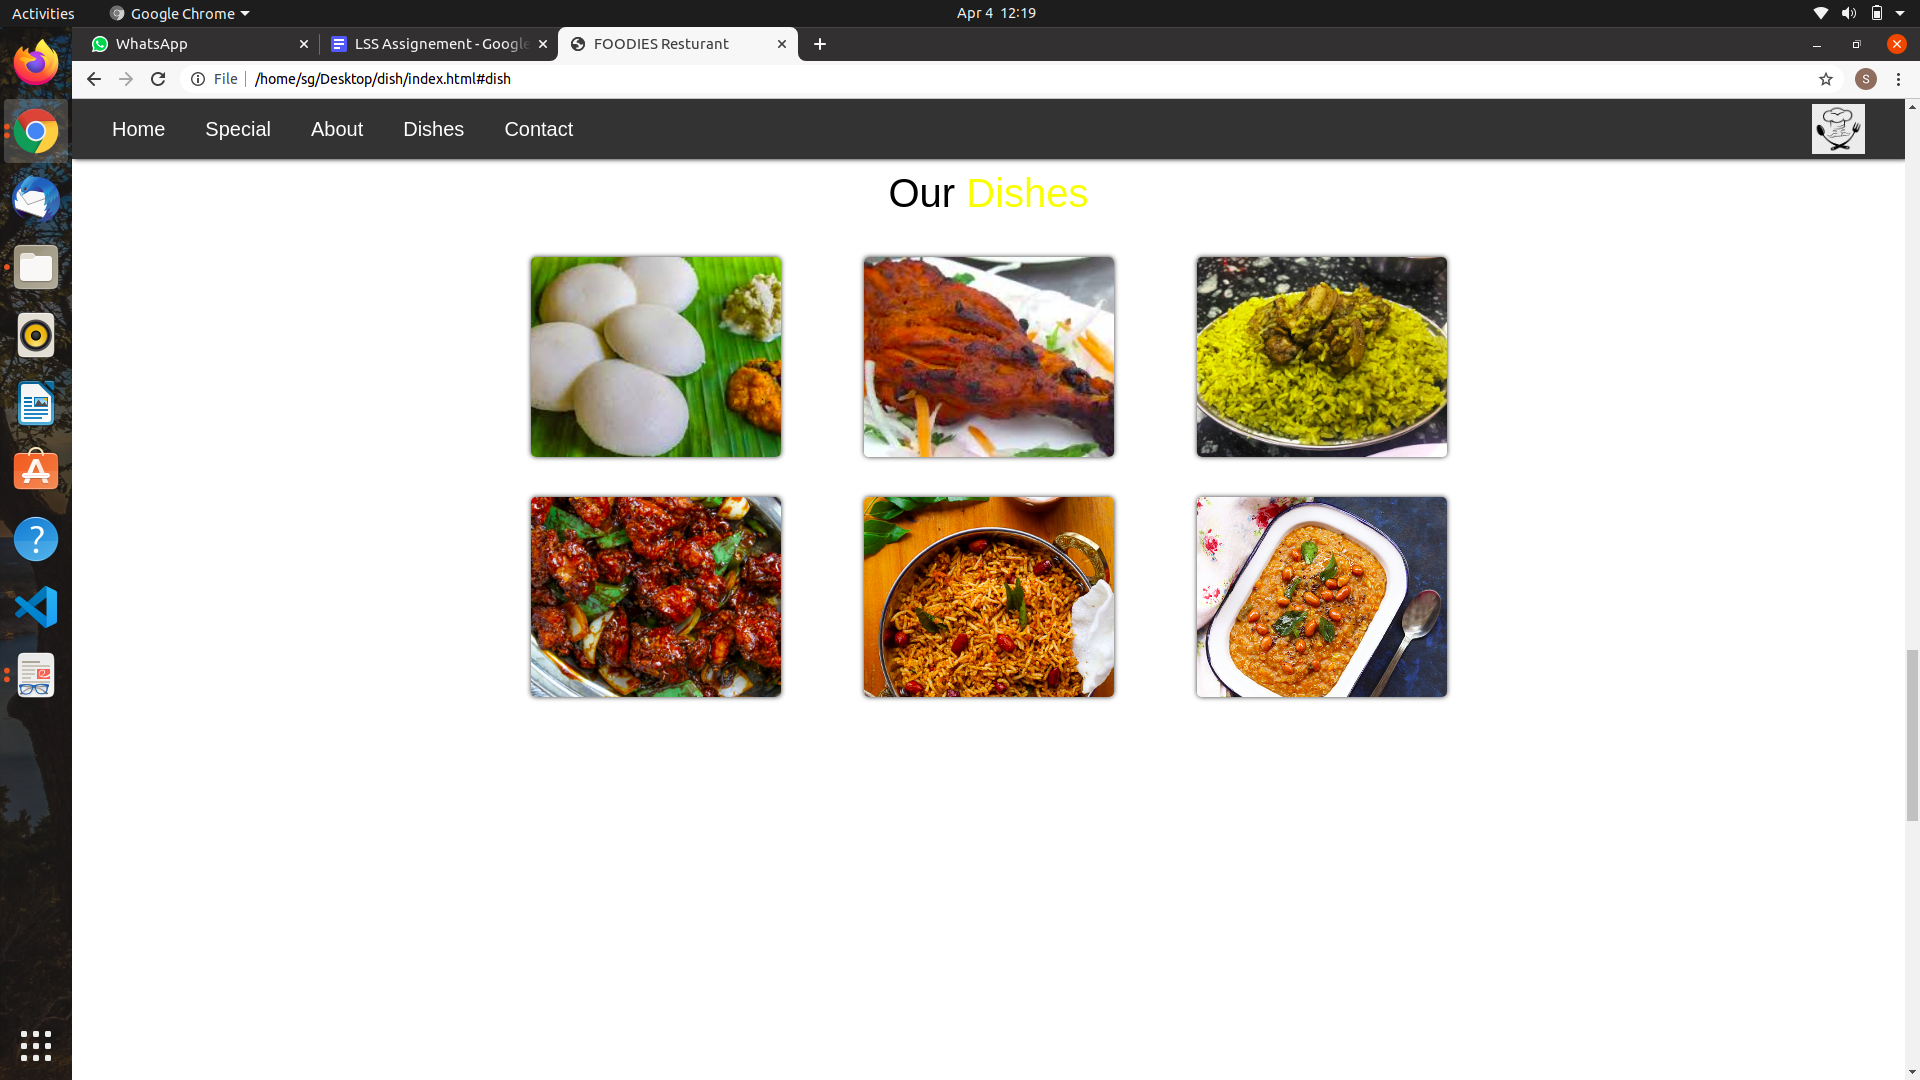 Activities
Google Chrome
Apr 4 12:19
WhatsApp
LSS Assignement - Google
FOODIES Resturant
File
/home/sg/Desktop/dish/index.html#dish
S
Home
Special
About
Dishes
Contact
Our Dishes